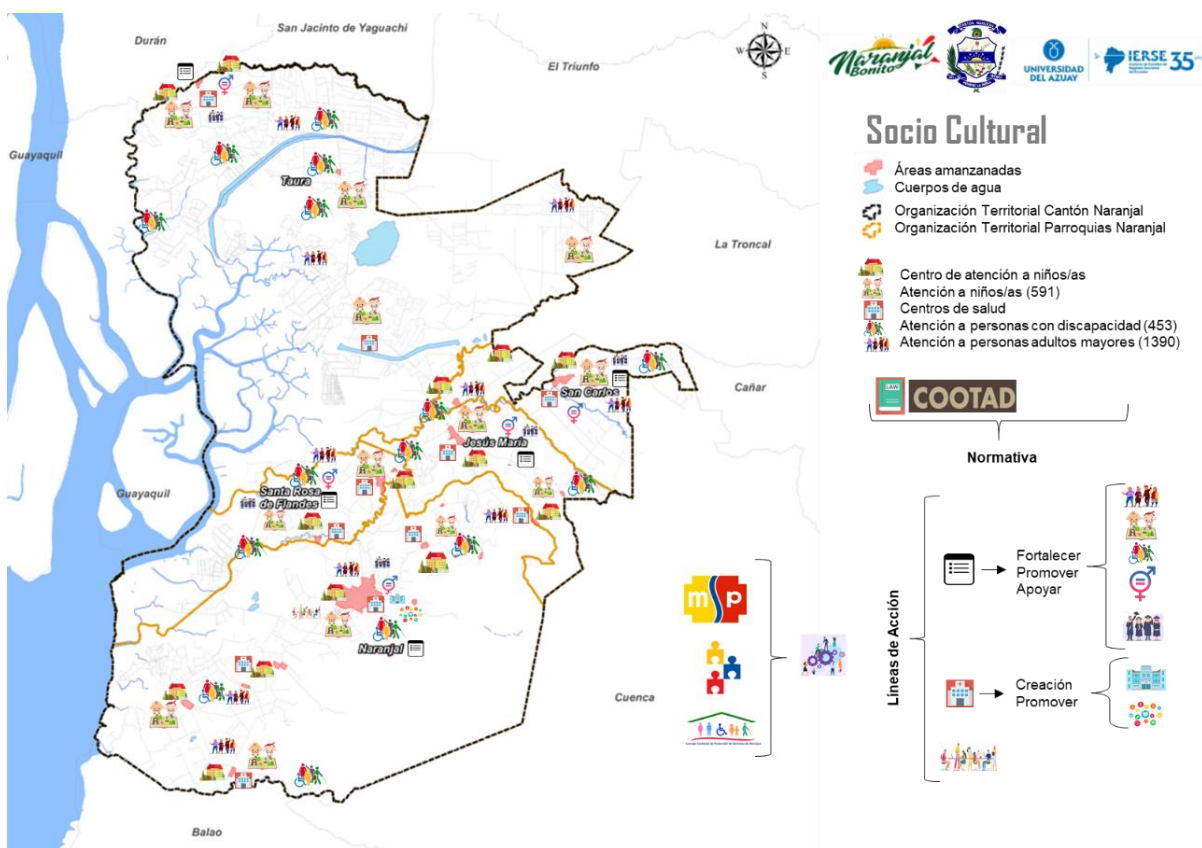 Durán
San Jacinto de Yaguachi
El Triunfo
N
W E
S
Guayaquil
Taura
La Troncal
San Carlos
Cañar
Jesús María
Guayaquil
Santa Rosa
de Flandes
Naranjal
Cuenca
Balao
Naranjal
Bonito
UNIVERSIDAD
DEL AZUAY
IERSE 35
Socio Cultural
Áreas amanzanadas
Cuerpos de agua
Organización Territorial Cantón Naranjal
Organización Territorial Parroquias Naranjal
Centro de atención a niños/as
Atención a niños/as (591)
Centros de salud
Atención a personas con discapacidad (453)
Atención a personas adultos mayores (1390)
LAW
COOTAD
Normativa
Líneas de Acción
Fortalecer
Promover
Apoyar
Creación
Promover
msp